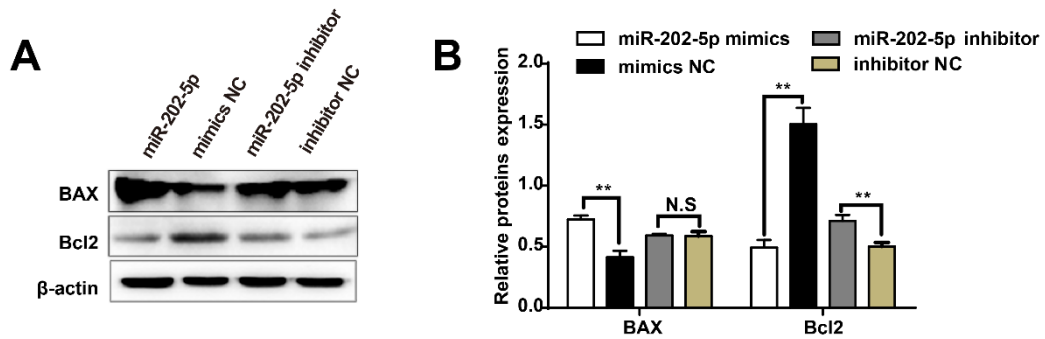 A
miR-202-5p
mimics NC
miR-202-5p inhibitor
inhibitor NC
BAX
Bcl2
β-actin
B
miR-202-5p mimics
miR-202-5p inhibitor
mimics NC
inhibitor NC
Relative proteins expression
2.0
1.5
1.0
0.5
0.0
**
N.S
**
**
BAX
Bcl2